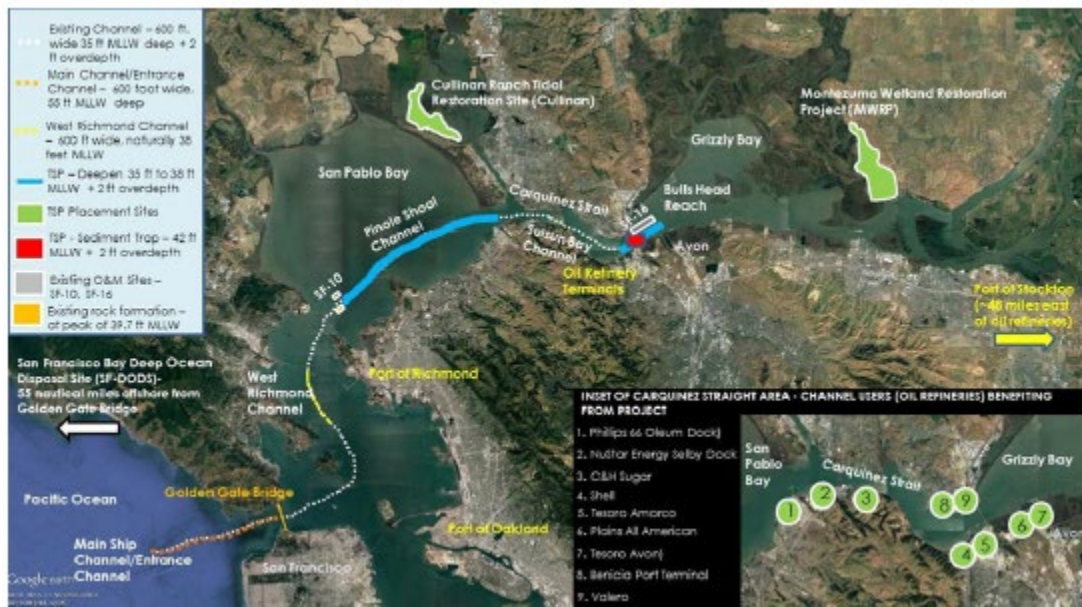 Existing Channel – 600 ft.
wide 35 ft MLLW deep + 2
ft overdepth
Main Channel/Entrance
Channel – 600 foot wide,
55 ft MLLW deep
West Richmond Channel
– 600 ft wide, naturally 38
feet MLLW
TSP – Deepen 35 ft to 38 ft
MLLW + 2 ft overdepth
TSP Placement Sites
TSP - Sediment Trap – 42 ft
MLLW + 2 ft overdepth
Existing O&M Sites –
SF-10, SF-16
Existing rock formation –
at peak of 39.7 ft MLLW
Cullinan Ranch Tidal
Restoration Site (Cullinan)
Montezuma Wetland Restoration
Project (MWRP)
Grizzly Bay
San Pablo Bay
Carquinez Strait
SF-16
Bulls Head
Reach
Pinole Shoal
Channel
Suisun Bay
Channel
Avon
Oil Refinery
Terminals
SF-10
Port of Stockton
(~48 miles east
of oil refineries)
San Francisco Bay Deep Ocean
Disposal Site (SF-DODS)-
55 nautical miles offshore from
Golden Gate Bridge
West
Richmond
Channel
Port of Richmond
Pacific Ocean
Golden Gate Bridge
Port of Oakland
Main Ship
Channel/Entrance
Channel
San Francisco
Google earth
INSET OF CARQUINEZ STRAIGHT AREA - CHANNEL USERS (OIL REFINERIES) BENEFITING
FROM PROJECT
1. Phillips 66 Oleum Dock)
2. NuStar Energy Selby Dock
3. C&H Sugar
4. Shell
5. Tesoro Amorco
6. Plains All American
7. Tesoro Avon)
8. Benicia Port Terminal
9. Valero
San
Pablo
Bay
Carquinez Strait
Grizzly Bay
Avon
1
2
3
8
9
6
7
5
4